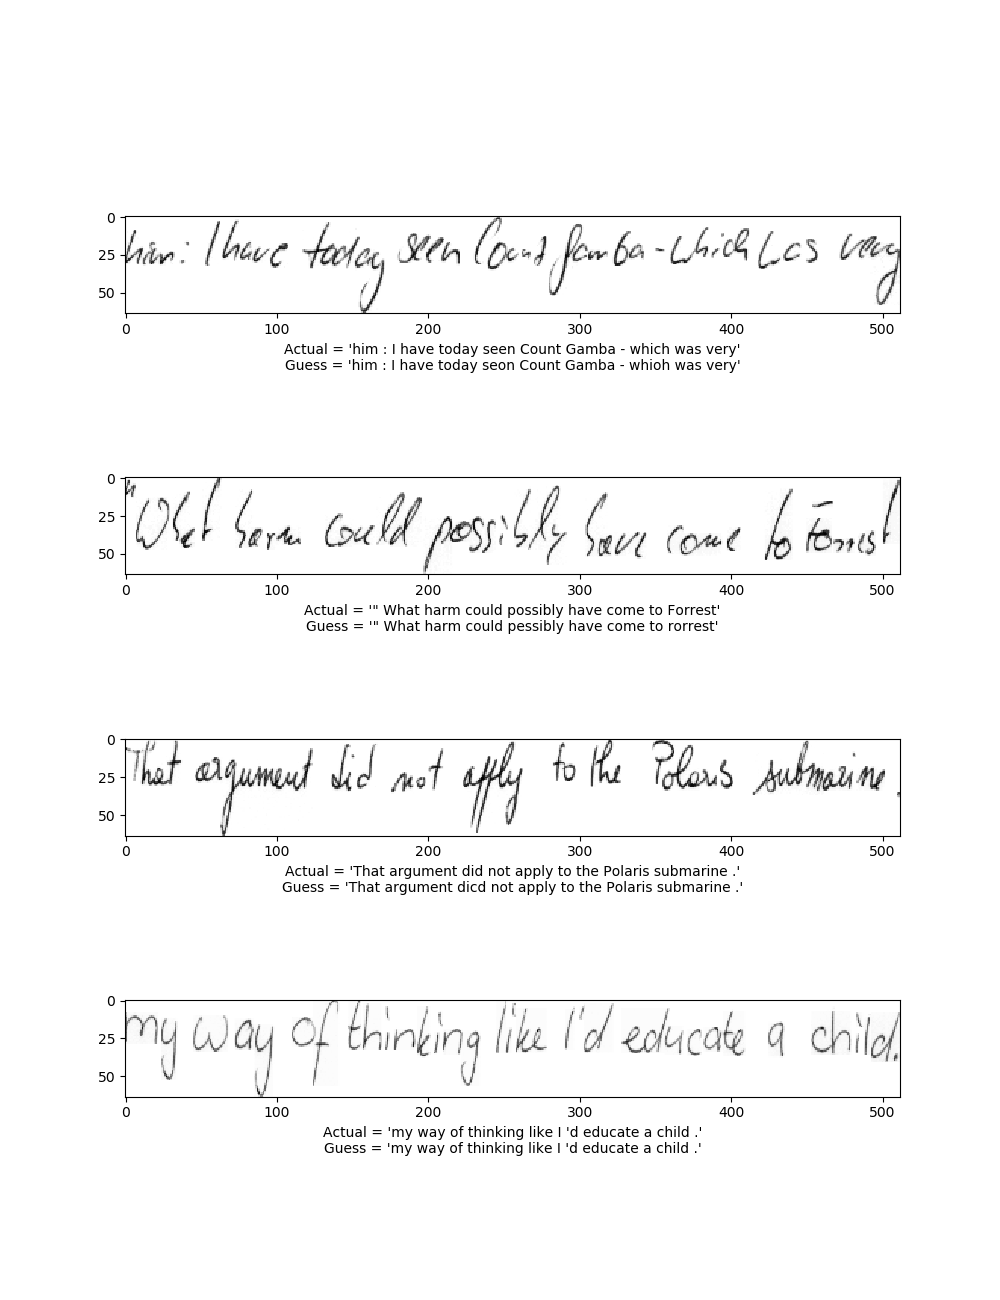 0
25
50
him: I have today seen Count Gamba - which was very
0 100 200 300 400 500
Actual = 'him : I have today seen Count Gamba - which was very'
Guess = 'him : I have today seon Count Gamba - whioh was very'
0
25
50
"What harm could possibly have come to Forrest
0 100 200 300 400 500
Actual = '" What harm could possibly have come to Forrest'
Guess = '" What harm could pessibly have come to rorrest'
0
25
50
That argument did not apply to the Polaris submarine.
0 100 200 300 400 500
Actual = 'That argument did not apply to the Polaris submarine .'
Guess = 'That argument dicd not apply to the Polaris submarine .'
0
25
50
my way of thinking like I'd educate a child.
0 100 200 300 400 500
Actual = 'my way of thinking like I 'd educate a child .'
Guess = 'my way of thinking like I 'd educate a child .'